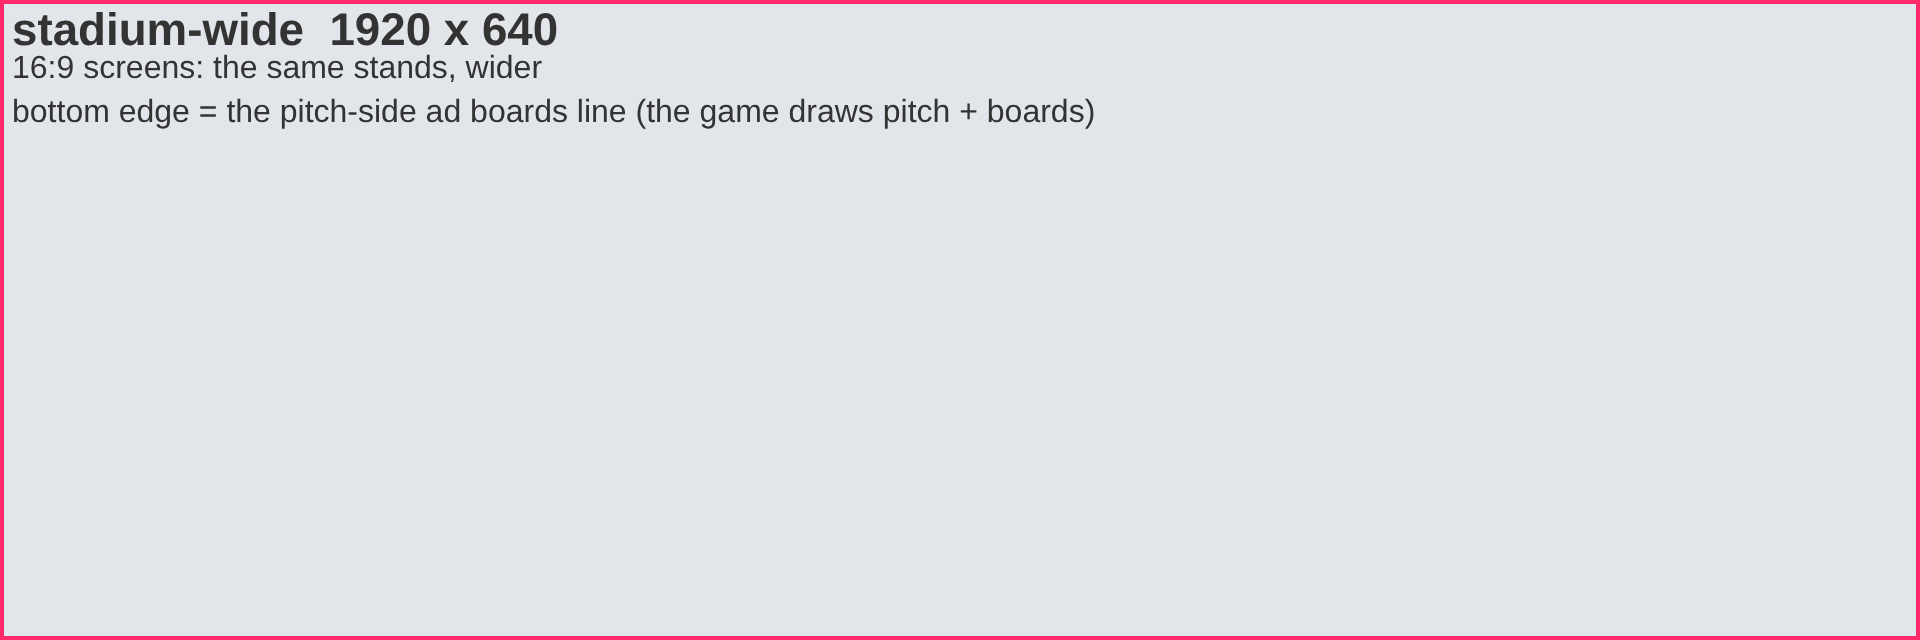 stadium-wide 1920 x 640
16:9 screens: the same stands, wider
bottom edge = the pitch-side ad boards line (the game draws pitch + boards)